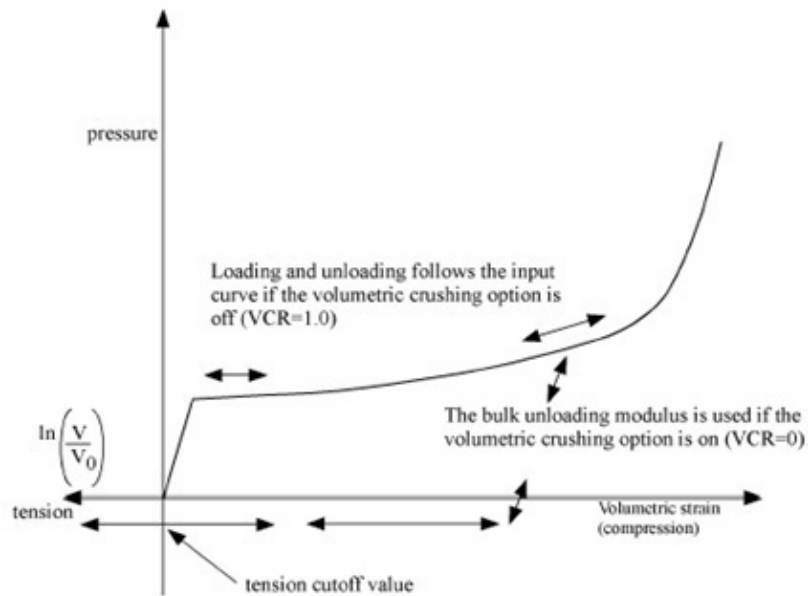 pressure
Loading and unloading follows the input
curve if the volumetric crushing option is
off (VCR=1.0)
The bulk unloading modulus is used if the
volumetric crushing option is on (VCR=0)
ln(V/V0)
tension
Volumetric strain
(compression)
tension cutoff value